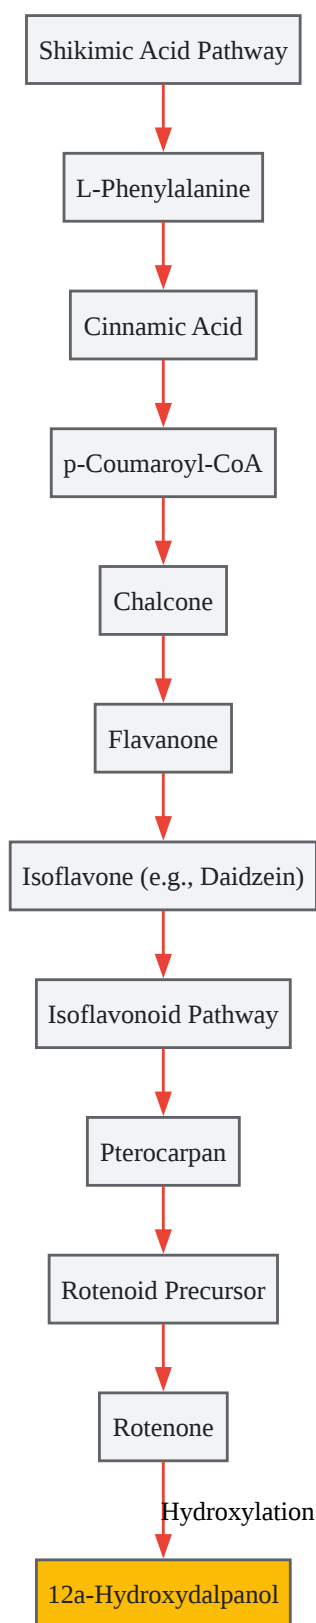 Shikimic Acid Pathway
L-Phenylalanine
Cinnamic Acid
p-Coumaroyl-CoA
Chalcone
Flavanone
Isoflavone (e.g., Daidzein)
Isoflavonoid Pathway
Pterocarpan
Rotenoid Precursor
Rotenone
Hydroxylation
12a-Hydroxydalpanol